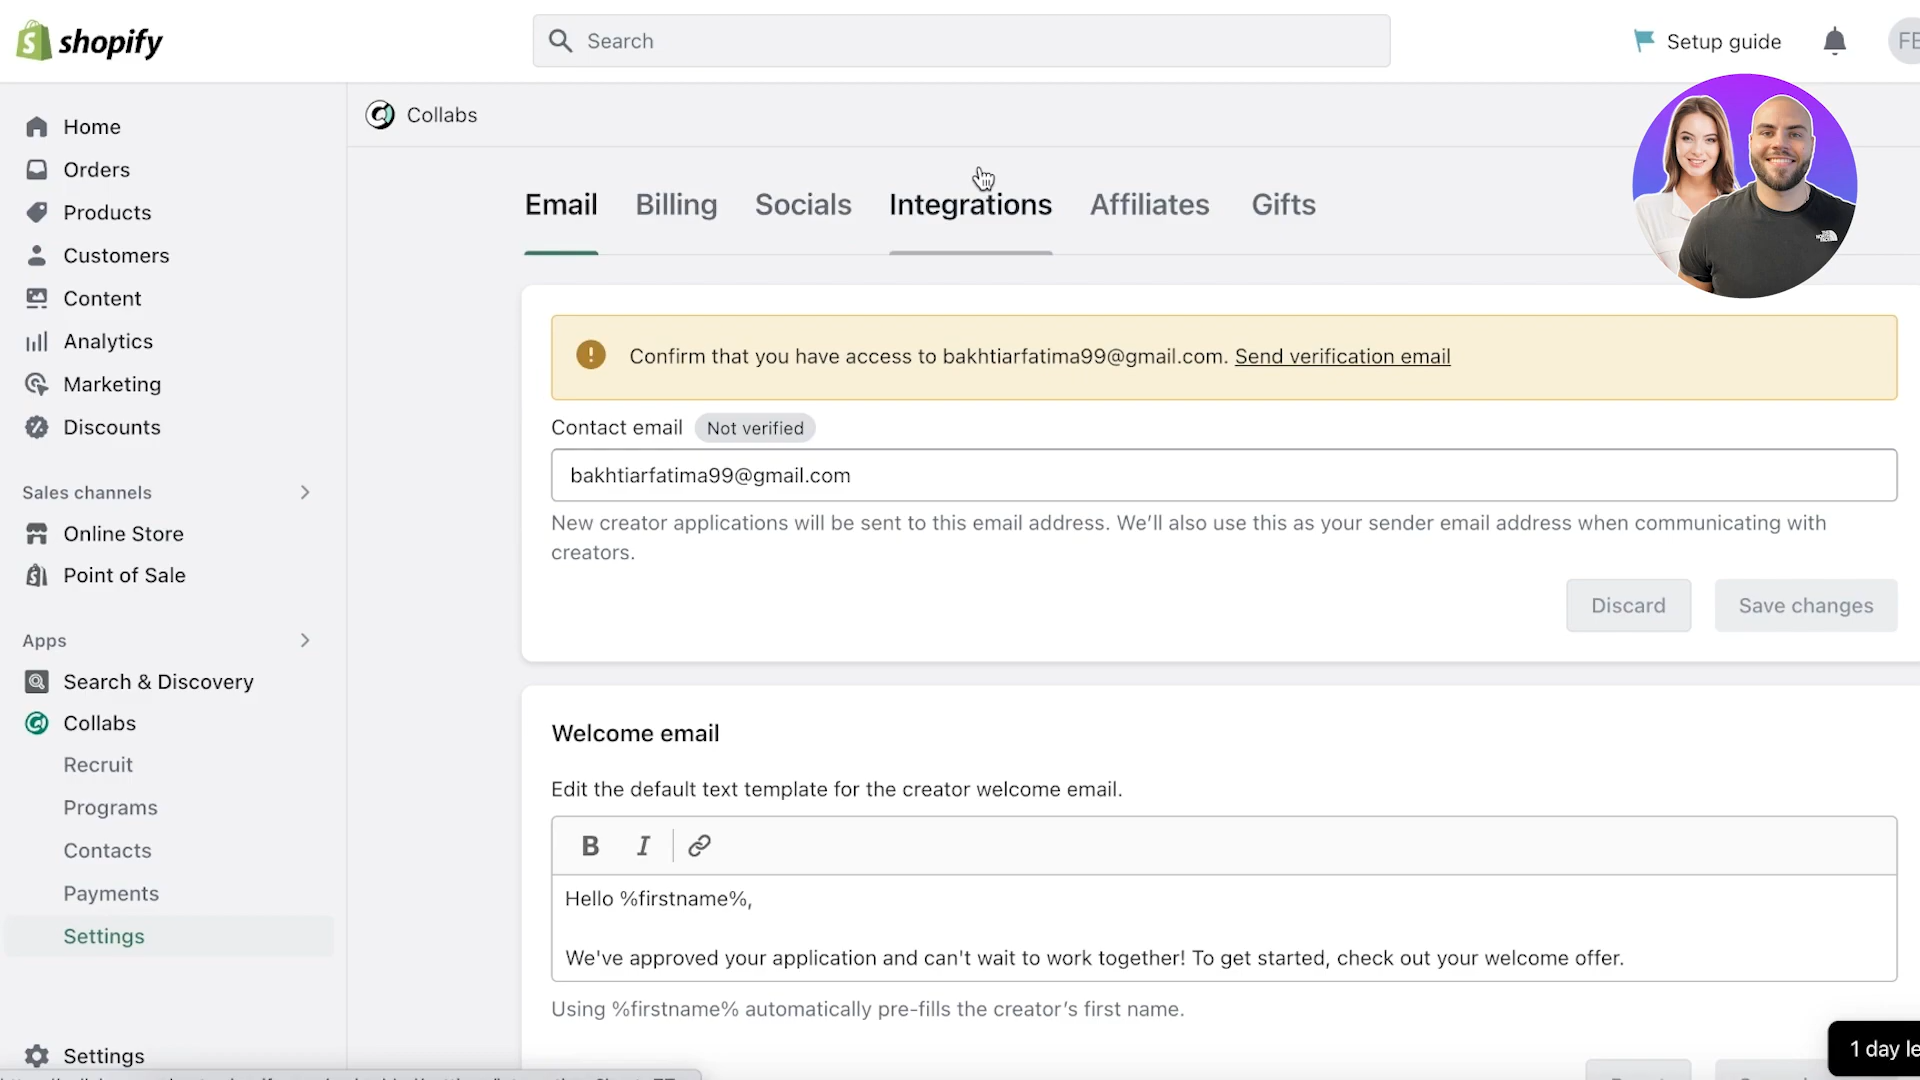 shopify
Search
Setup guide
FE
Home
Orders
Products
Customers
Content
Analytics
Marketing
Discounts
Sales channels
Online Store
Point of Sale
Apps
Search & Discovery
Collabs
Recruit
Programs
Contacts
Payments
Settings
Settings
Collabs
Email Billing Socials Integrations Affiliates Gifts
Confirm that you have access to bakhtiarfatima99@gmail.com. Send verification email
Contact email Not verified
bakhtiarfatima99@gmail.com
New creator applications will be sent to this email address. We’ll also use this as your sender email address when communicating with
creators.
Discard Save changes
Welcome email
Edit the default text template for the creator welcome email.
B I
Hello %firstname%,
We've approved your application and can't wait to work together! To get started, check out your welcome offer.
Using %firstname% automatically pre-fills the creator’s first name.
1 day le